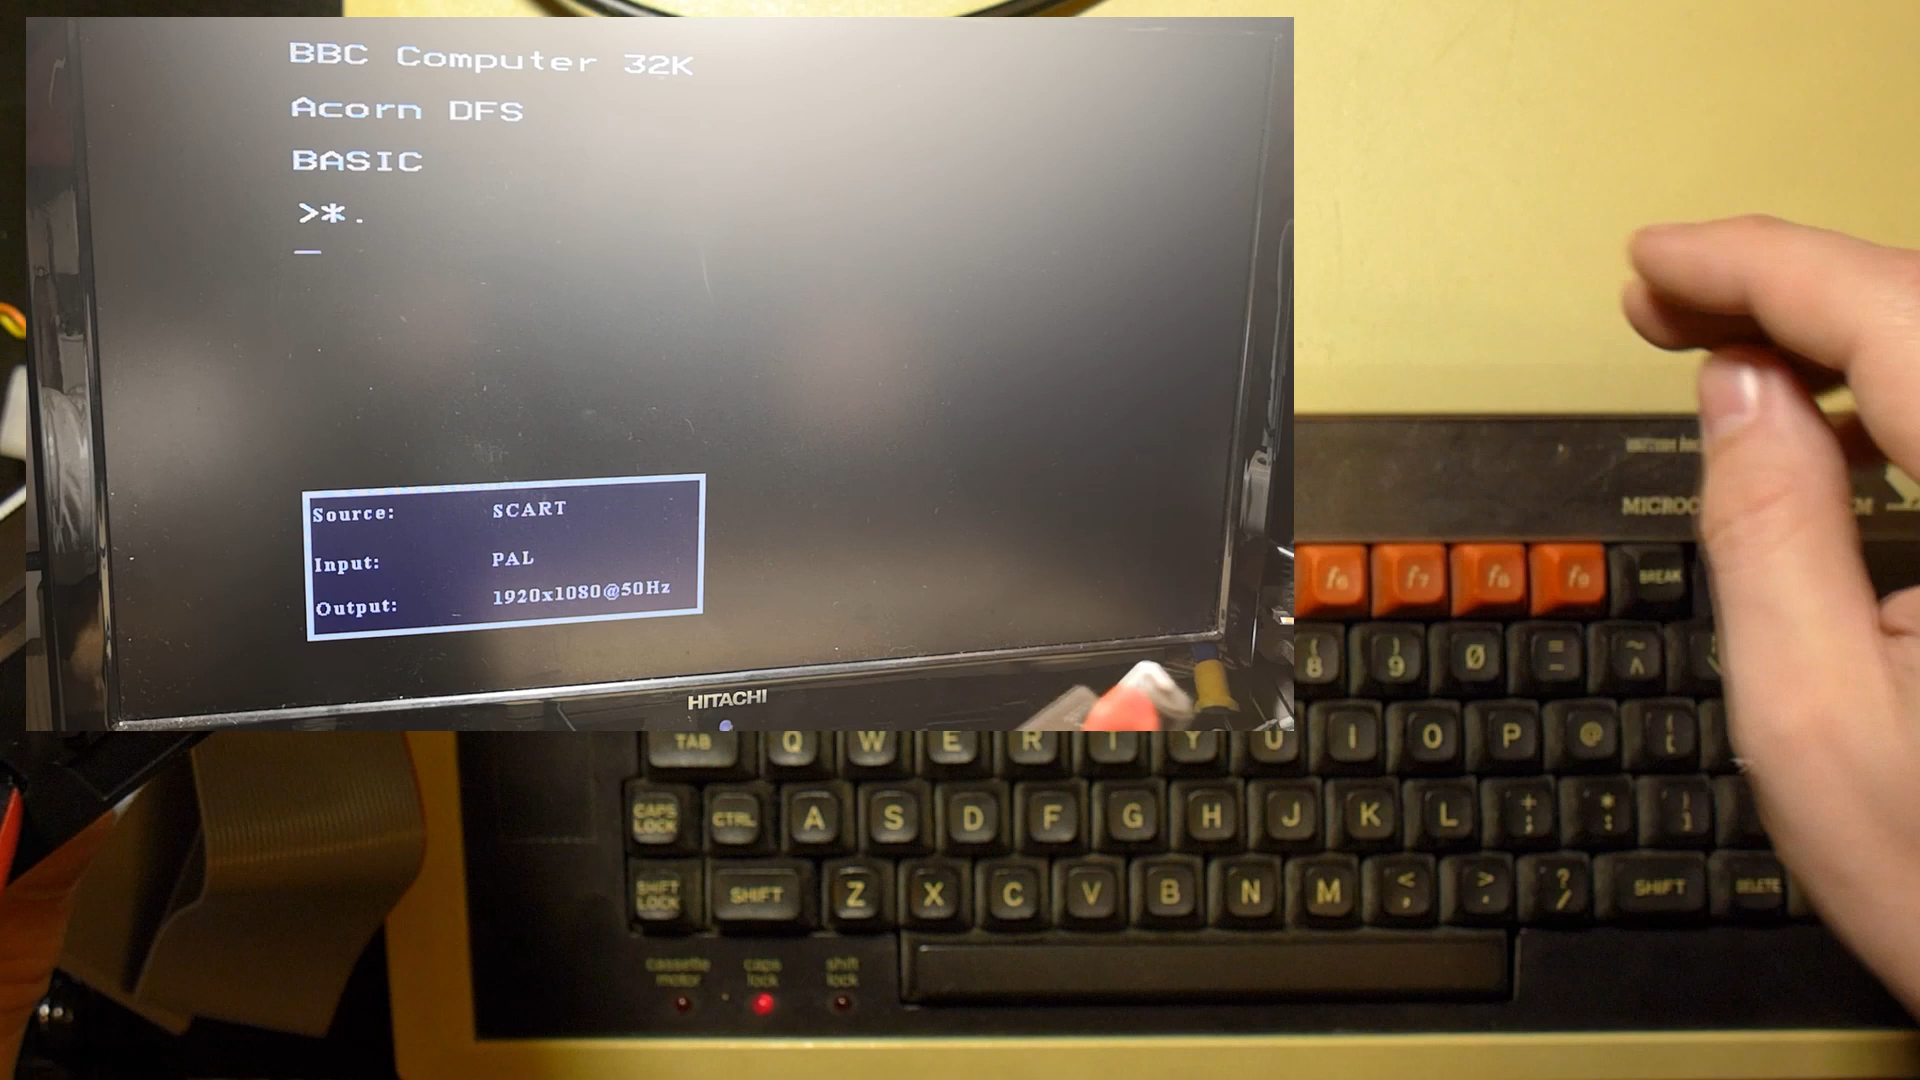 BBC Computer 32K
Acorn DFS
BASIC
>*.
_
Source: SCART
Input: PAL
Output: 1920x1080@50Hz
HITACHI
MICROC M
f6 f7 f8 f9 BREAK
( 8 ) 9 0 = - ~ ^
TAB Q W E R T Y U I O P @ [
CAPS LOCK CTRL A S D F G H J K L + ; * : ]
SHIFT LOCK SHIFT Z X C V B N M < , > . ? / SHIFT DELETE
cassette motor caps lock shift lock